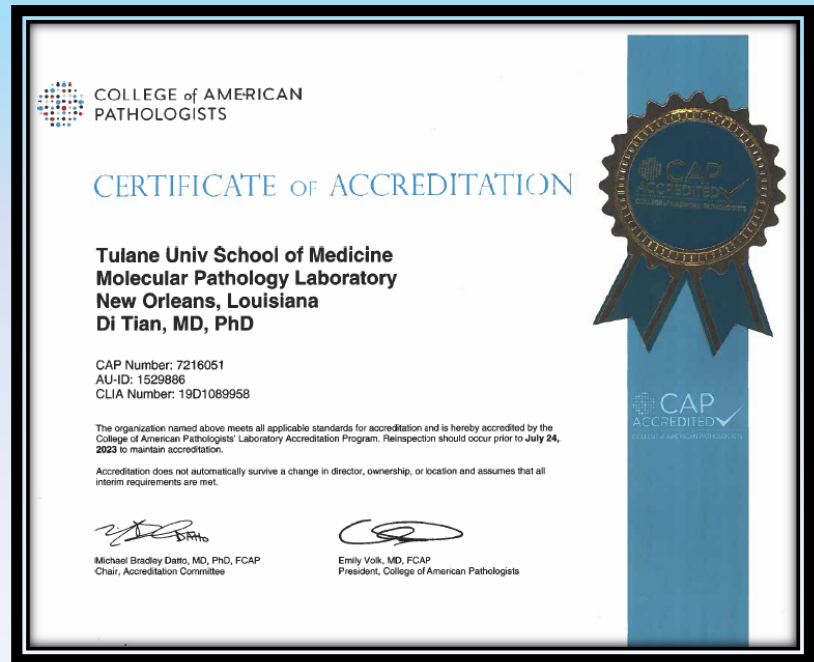 COLLEGE of AMERICAN
PATHOLOGISTS
CERTIFICATE OF ACCREDITATION
CAP
ACCREDITED
COLLEGE of AMERICAN PATHOLOGISTS
Tulane Univ School of Medicine
Molecular Pathology Laboratory
New Orleans, Louisiana
Di Tian, MD, PhD
CAP Number: 7216051
AU-ID: 1529886
CLIA Number: 19D1089958
CAP
ACCREDITED
COLLEGE of AMERICAN PATHOLOGISTS
The organization named above meets all applicable standards for accreditation and is hereby accredited by the
College of American Pathologists' Laboratory Accreditation Program. Reinspection should occur prior to July 24,
2023 to maintain accreditation.
Accreditation does not automatically survive a change in director, ownership, or location and assumes that all
interim requirements are met.
DATTO
Michael Bradley Datto, MD, PhD, FCAP
Chair, Accreditation Committee
Emily Volk, MD, FCAP
President, College of American Pathologists